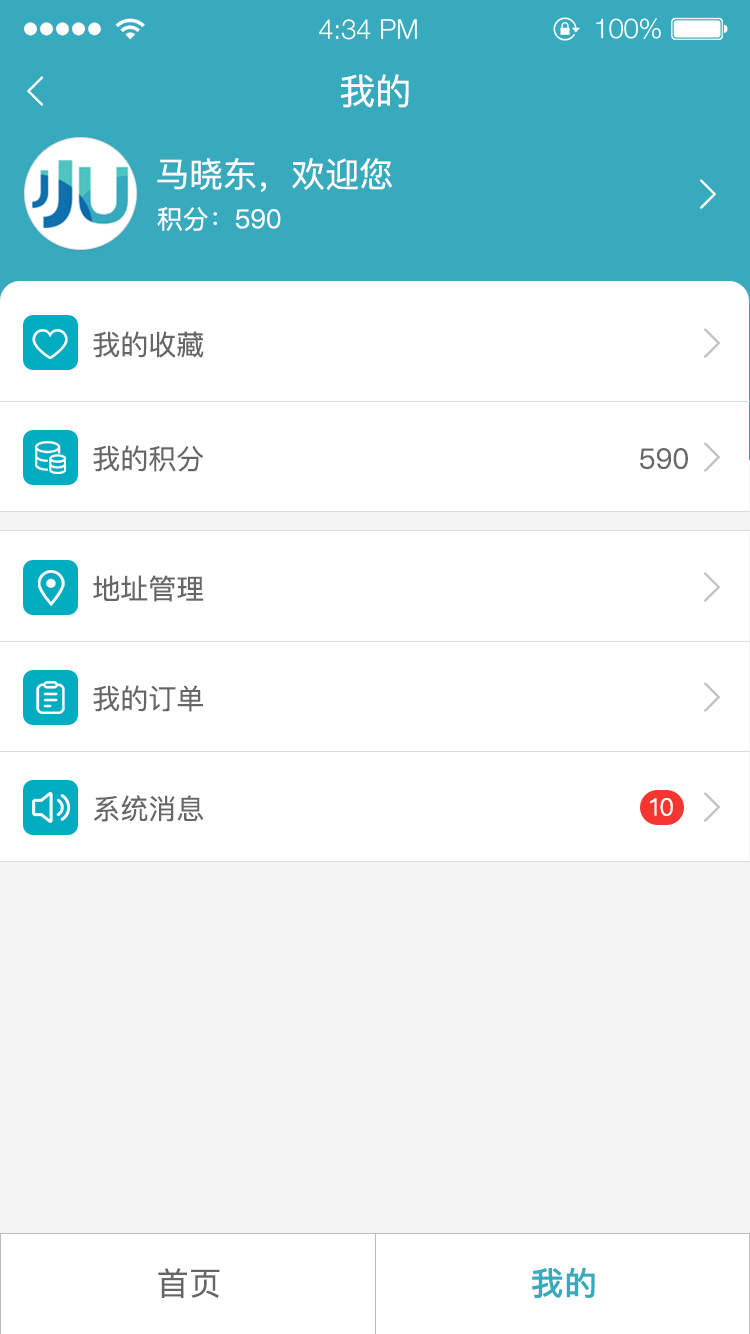 4:34 PM 100%
我的
马晓东，欢迎您
积分：590
我的收藏
我的积分 590
地址管理
我的订单
系统消息 10
首页 我的